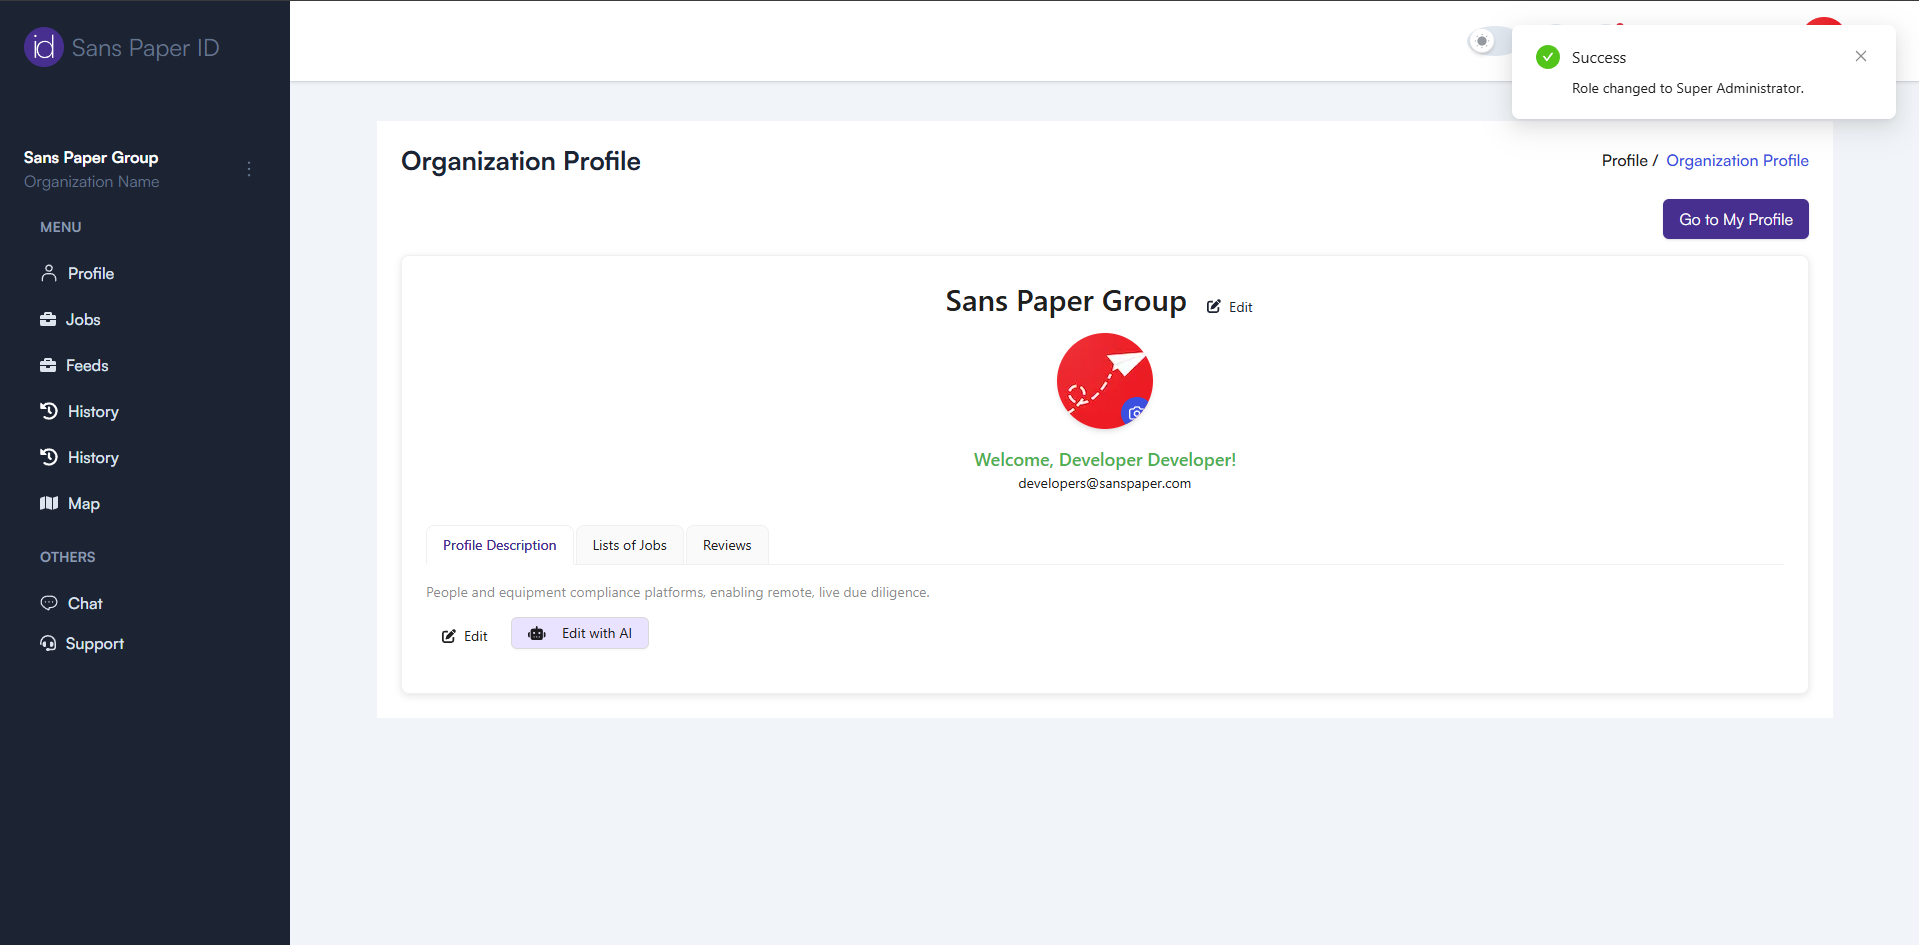 id Sans Paper ID
Success
Role changed to Super Administrator.
Sans Paper Group
Organization Name
Organization Profile
Profile / Organization Profile
MENU
Go to My Profile
Profile
Jobs
Feeds
History
History
Map
OTHERS
Chat
Support
Sans Paper Group Edit
Welcome, Developer Developer!
developers@sanspaper.com
Profile Description Lists of Jobs Reviews
People and equipment compliance platforms, enabling remote, live due diligence.
Edit Edit with AI